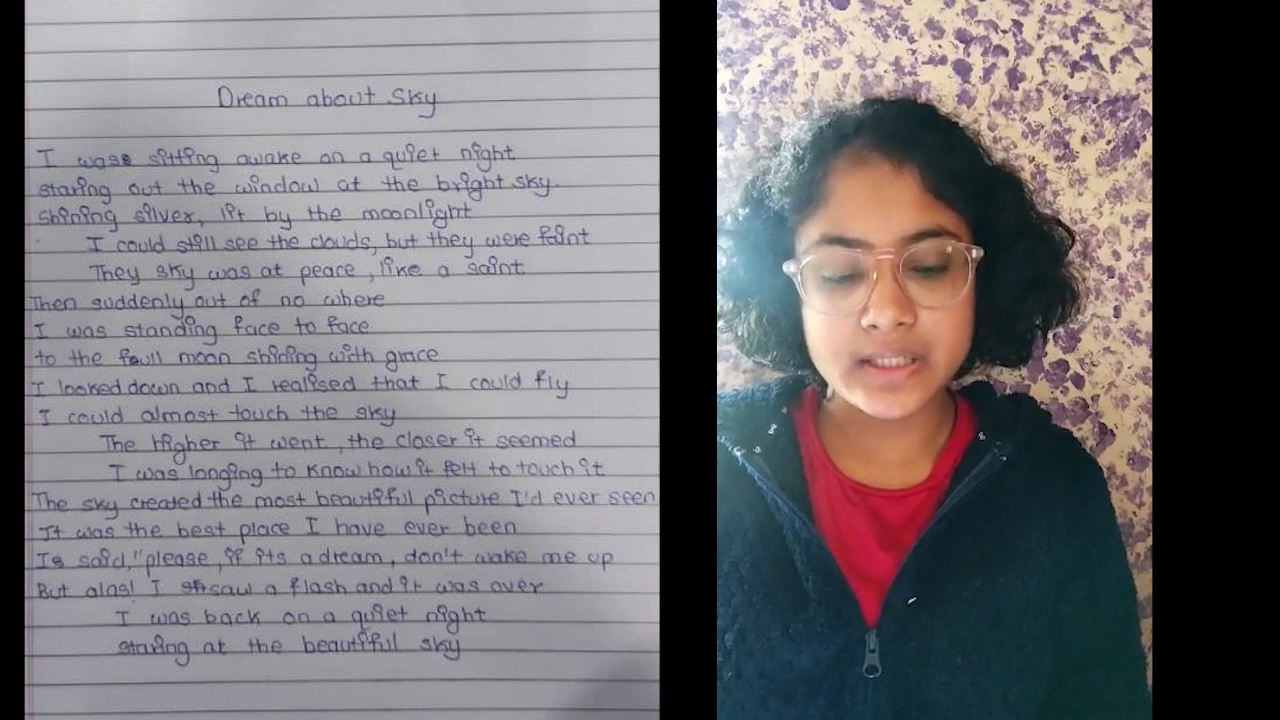 Dream about sky
I was sitting awake on a quiet night
staring out the window at the bright sky.
shining silver, lit by the moonlight
I could still see the clouds, but they were faint
They sky was at peace, like a saint.
Then suddenly out of no where
I was standing face to face
to the full moon shining with grace
I looked down and I realised that I could fly
I could almost touch the sky
The higher it went, the closer it seemed
I was longing to know how it felt to touch it
The sky created the most beautiful picture I'd ever seen
It was the best place I have ever been
I said, "please, if its a dream, don't wake me up
But alas! I saw a flash and it was over
I was back on a quiet night
staring at the beautiful sky